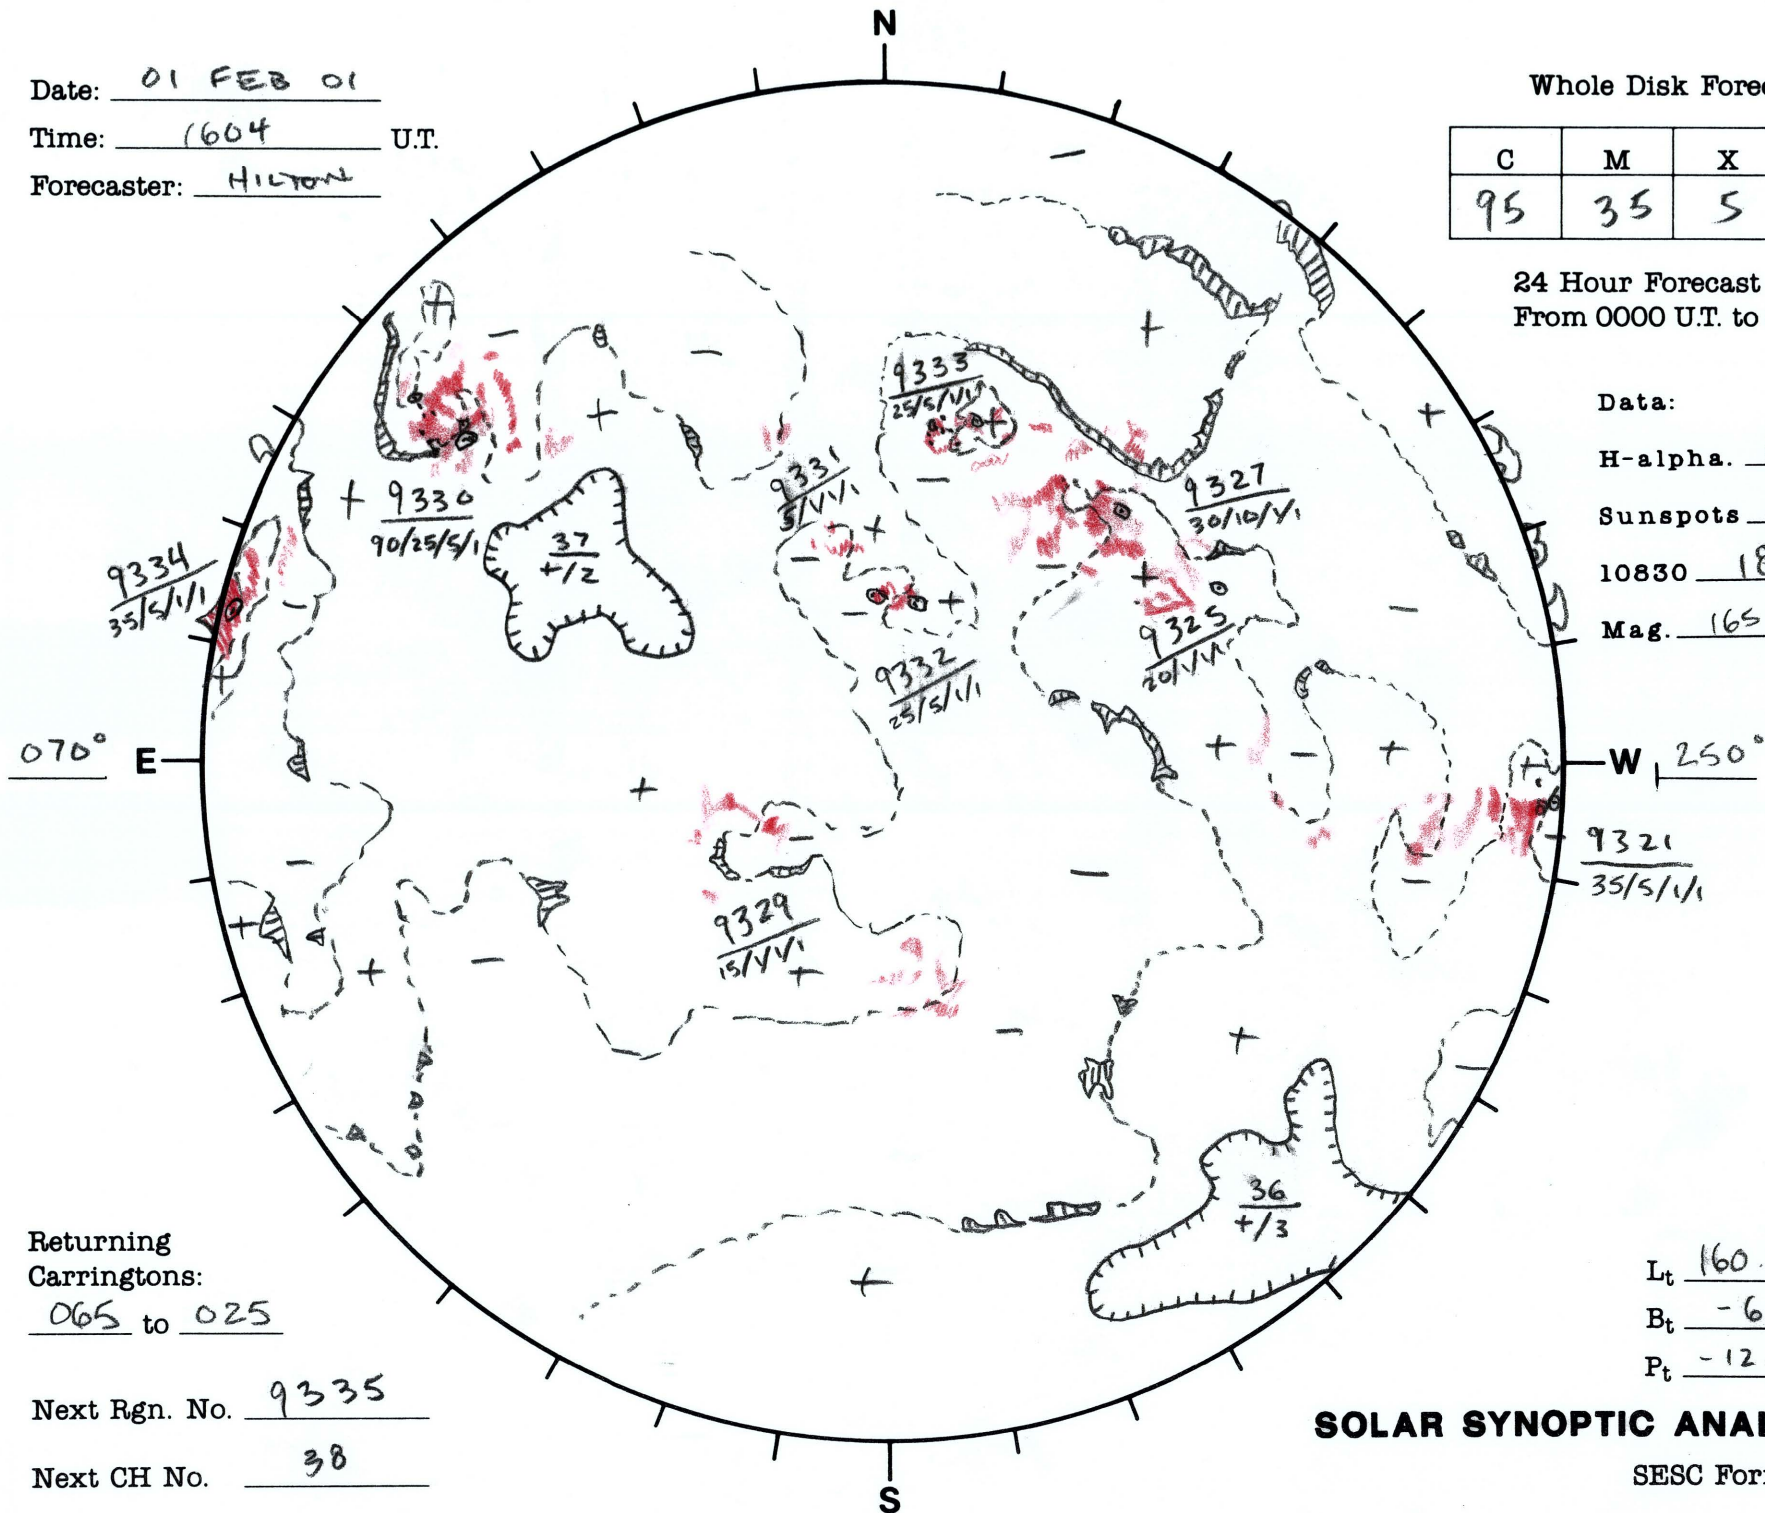 N
Date: 01 FEB 01
Time: 1604 U.T.
Forecaster: HILTON
Whole Disk Fore
C M X
95 35 5
24 Hour Forecast
From 0000 U.T. to
Data:
H-alpha.
Sunspots
10830 18
Mag. 165
9333
25/5/1/1
9331
5/1/1/1
9327
30/10/1/1
9330
90/25/5/1
37
+/2
9334
35/5/1/1
9332
25/5/1/1
9325
20/1/1/1
070° E
W 250°
9321
35/5/1/1
9329
15/1/1/1
36
+/3
Returning
Carringtons:
065 to 025
Next Rgn. No. 9335
Next CH No. 38
Lt 160.
Bt -6
Pt -12
SOLAR SYNOPTIC ANA
SESC For
S